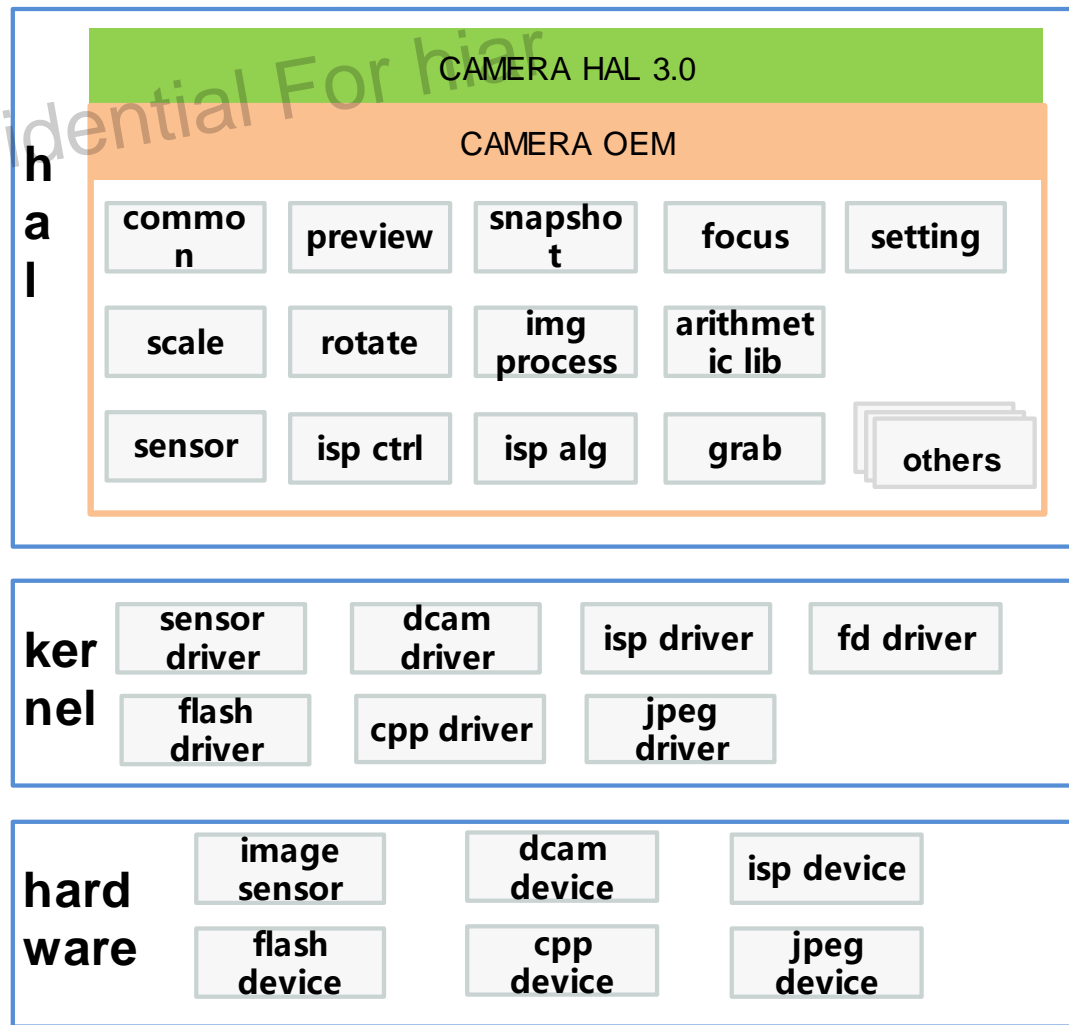 CAMERA HAL 3.0
idential For hiar
CAMERA OEM
h
a
l
commo
n
preview
snapsho
t
focus
setting
scale
rotate
img
process
arithmet
ic lib
sensor
isp ctrl
isp alg
grab
others
ker
nel
sensor
driver
dcam
driver
isp driver
fd driver
flash
driver
cpp driver
jpeg
driver
hard
ware
image
sensor
dcam
device
isp device
flash
device
cpp
device
jpeg
device